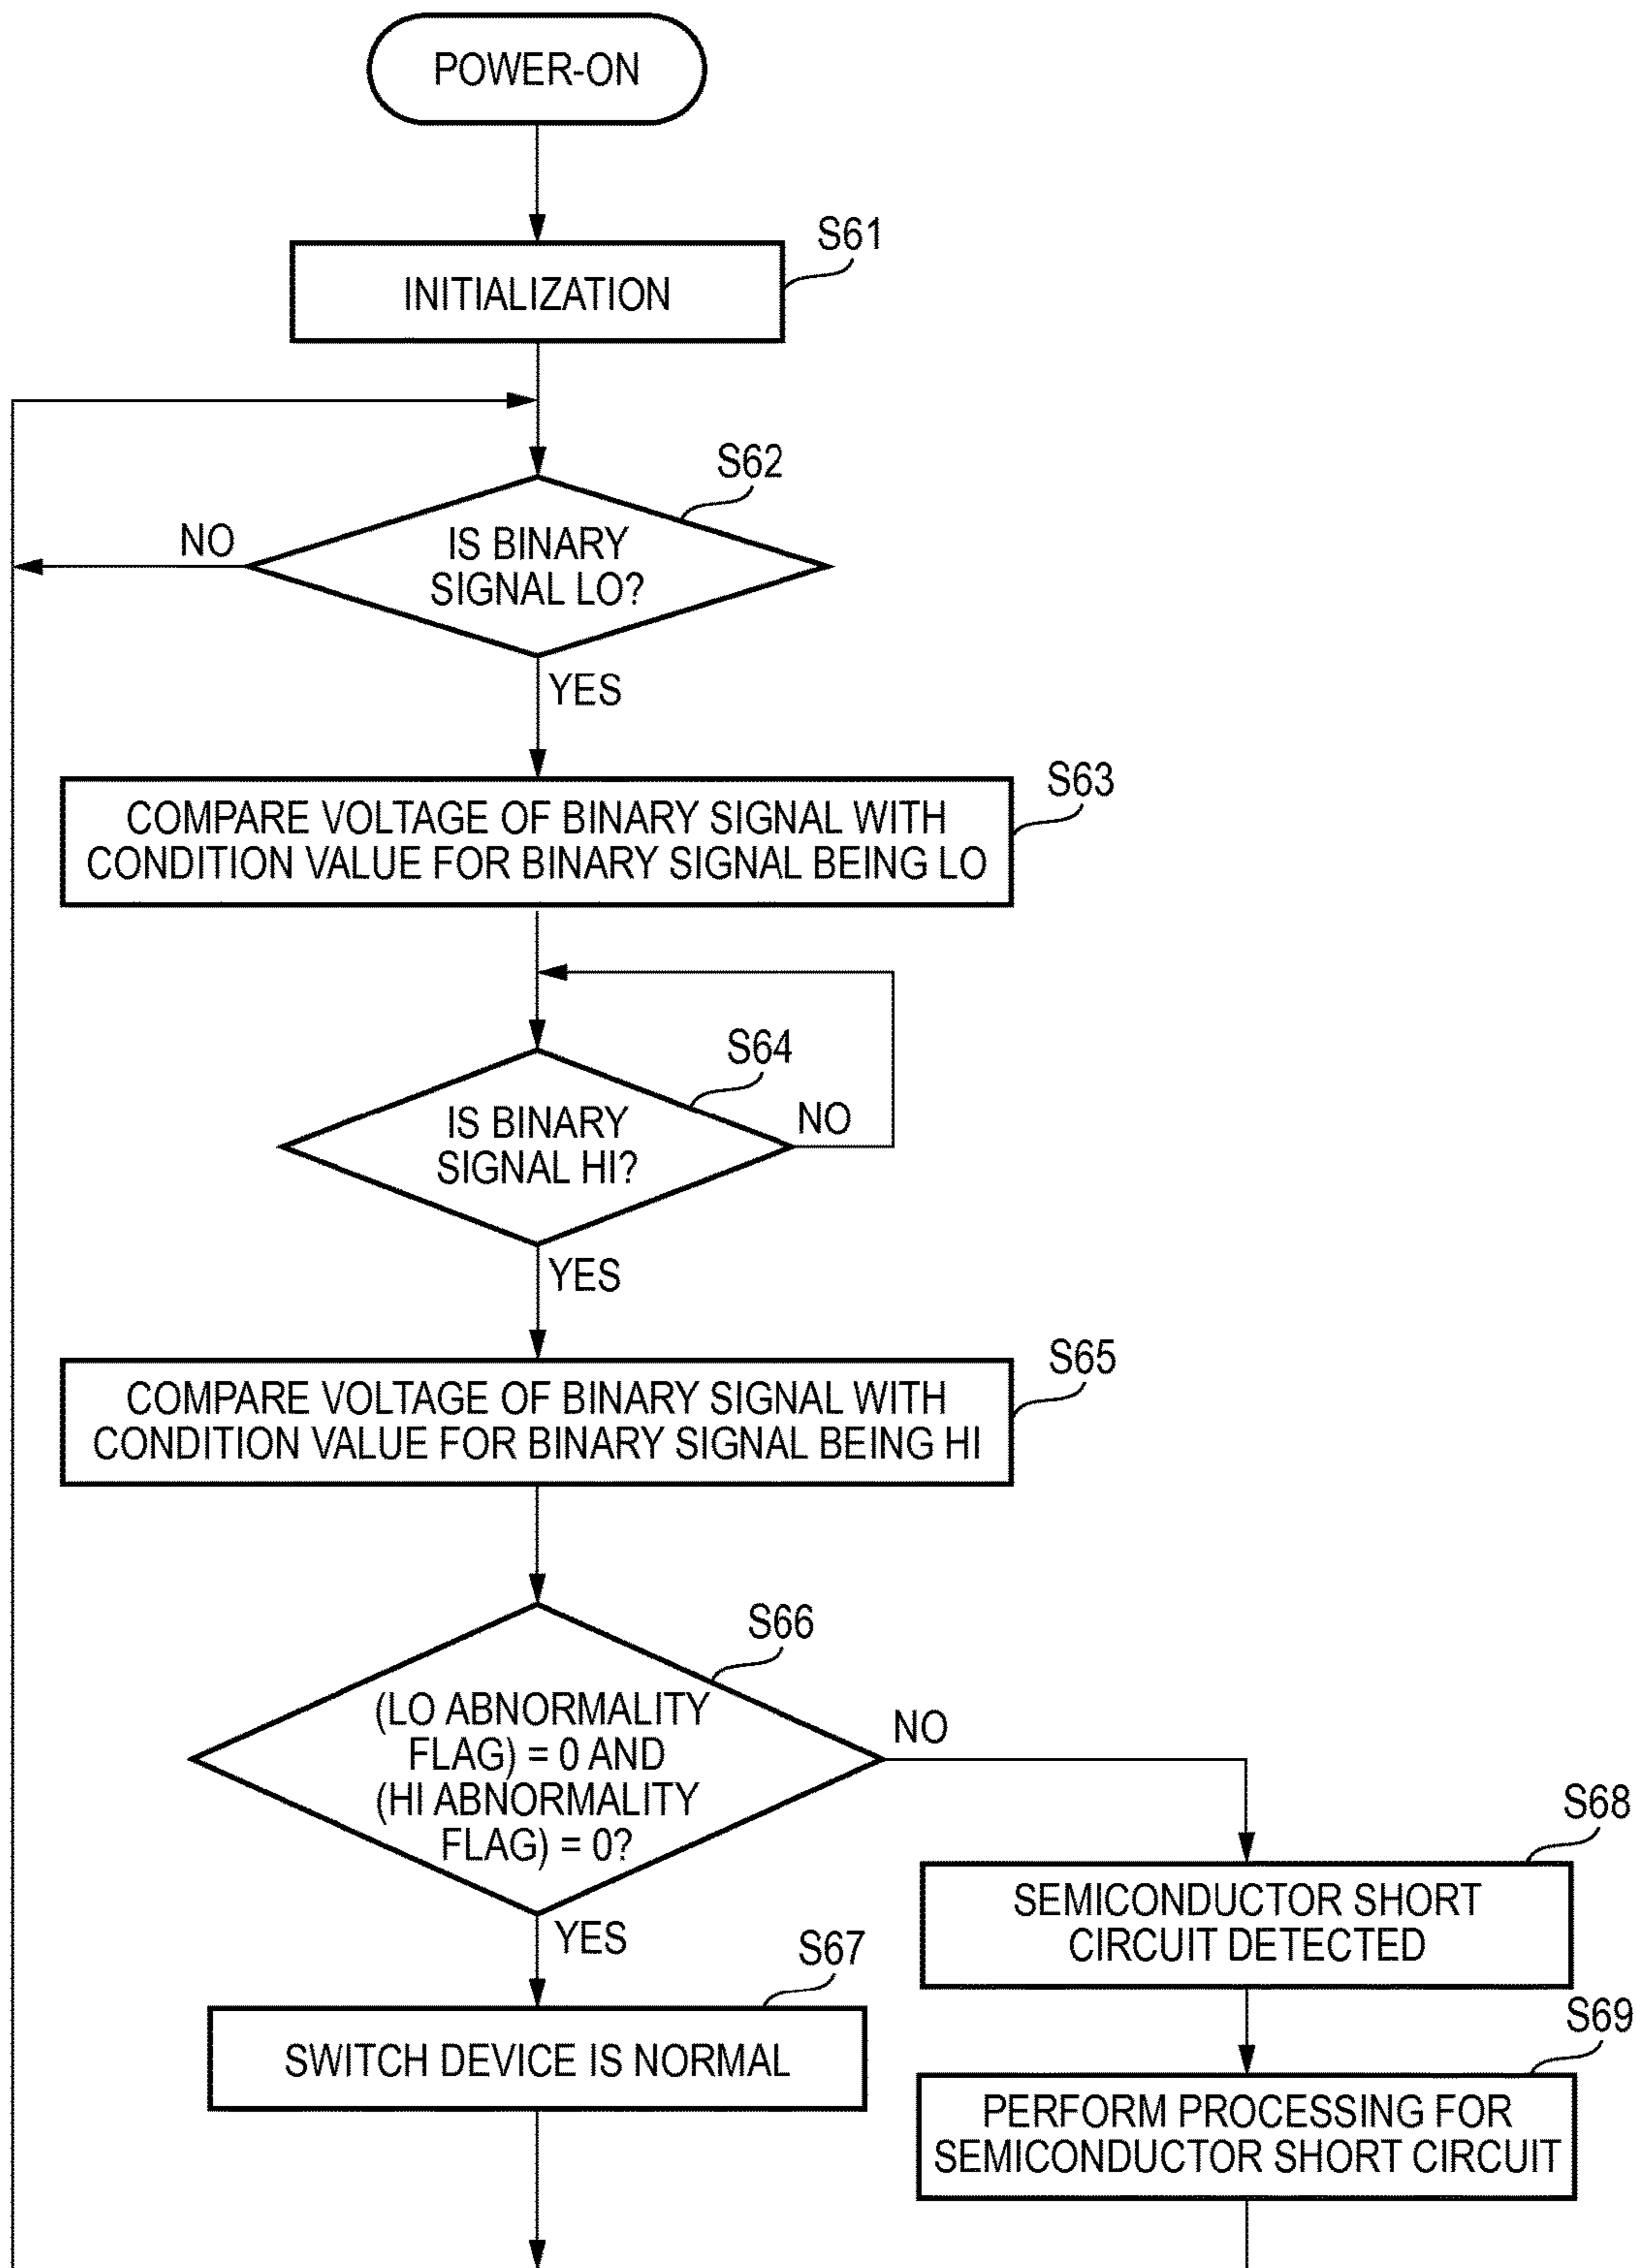 POWER-ON
S61
INITIALIZATION
S62
NO
IS BINARY
SIGNAL LO?
YES
S63
COMPARE VOLTAGE OF BINARY SIGNAL WITH
CONDITION VALUE FOR BINARY SIGNAL BEING LO
S64
IS BINARY
SIGNAL HI?
NO
YES
S65
COMPARE VOLTAGE OF BINARY SIGNAL WITH
CONDITION VALUE FOR BINARY SIGNAL BEING HI
S66
(LO ABNORMALITY
FLAG) = 0 AND
(HI ABNORMALITY
FLAG) = 0?
NO
YES
S67
SWITCH DEVICE IS NORMAL
S68
SEMICONDUCTOR SHORT
CIRCUIT DETECTED
S69
PERFORM PROCESSING FOR
SEMICONDUCTOR SHORT CIRCUIT